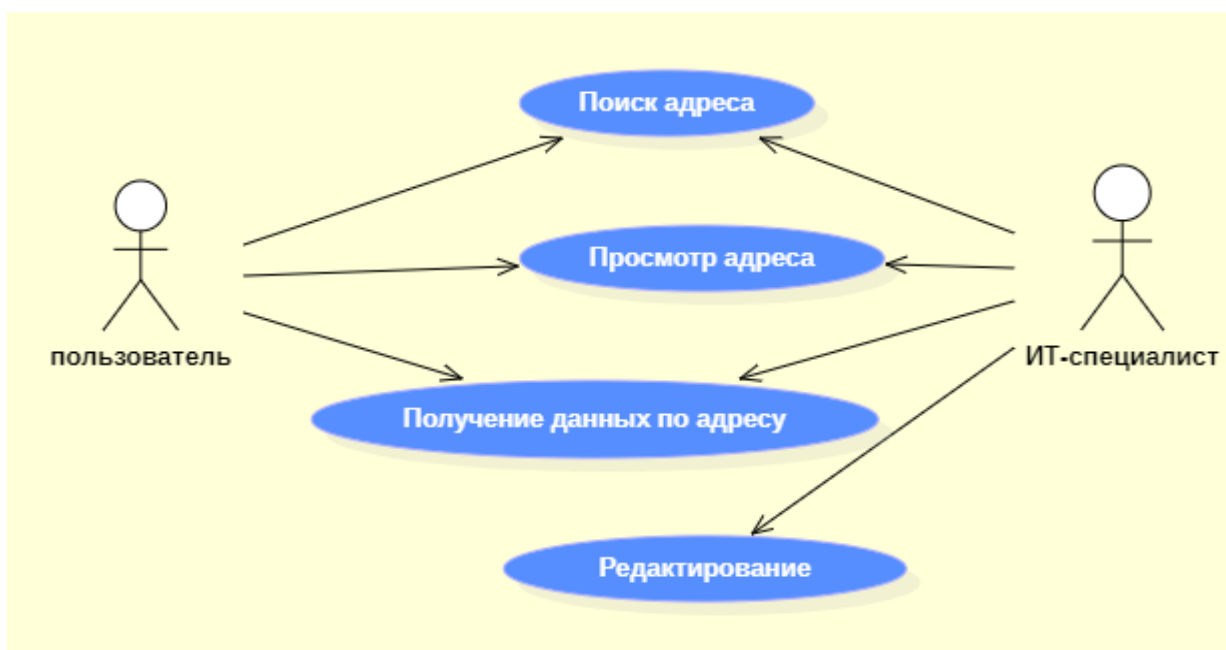 Поиск адреса
Просмотр адреса
пользователь
ИТ-специалист
Получение данных по адресу
Редактирование